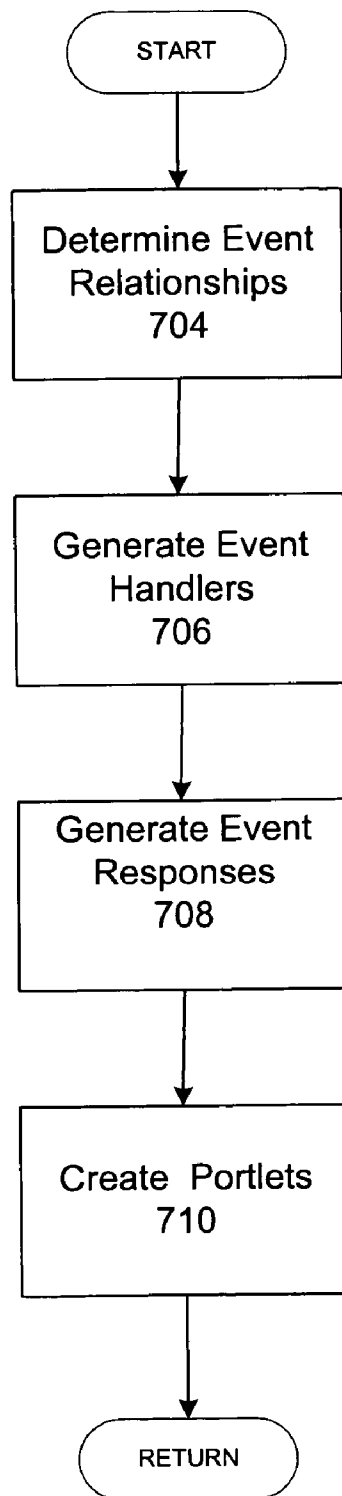 START
Determine Event
Relationships
704
Generate Event
Handlers
706
Generate Event
Responses
708
Create Portlets
710
RETURN